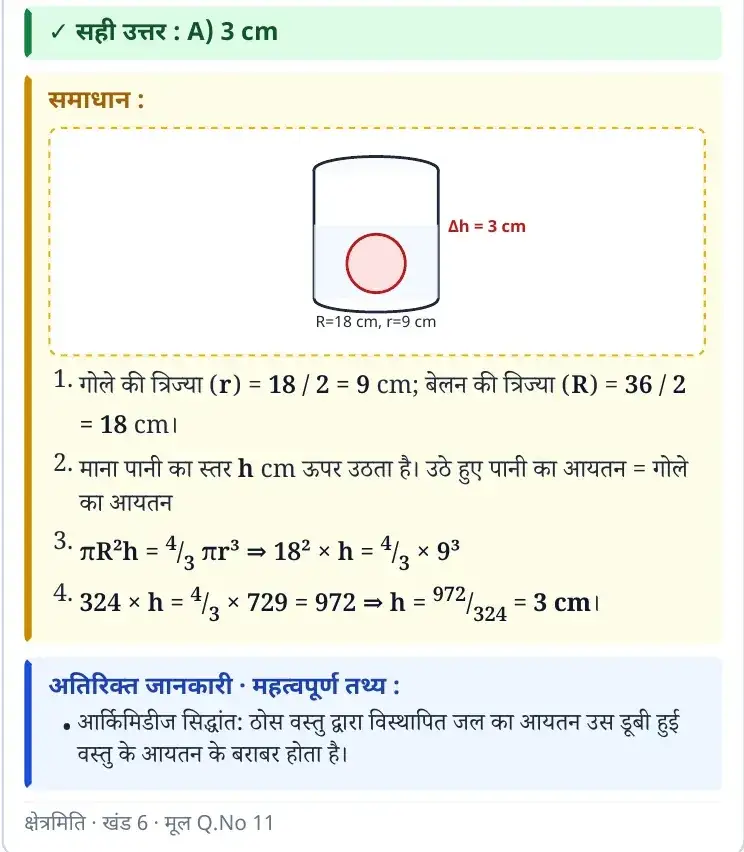 ✓ सही उत्तर : A) 3 cm
समाधान :
Δh = 3 cm
R=18 cm, r=9 cm
1. गोले की त्रिज्या (r) = 18 / 2 = 9 cm; बेलन की त्रिज्या (R) = 36 / 2
= 18 cm।
2. माना पानी का स्तर h cm ऊपर उठता है। उठे हुए पानी का आयतन = गोले
का आयतन
3. πR²h = ⁴/₃ πr³ ⇒ 18² × h = ⁴/₃ × 9³
4. 324 × h = ⁴/₃ × 729 = 972 ⇒ h = ⁹⁷²/₃₂₄ = 3 cm।
अतिरिक्त जानकारी · महत्वपूर्ण तथ्य :
• आर्किमिडीज सिद्धांत: ठोस वस्तु द्वारा विस्थापित जल का आयतन उस डूबी हुई
वस्तु के आयतन के बराबर होता है।
क्षेत्रमिति · खंड 6 · मूल Q.No 11